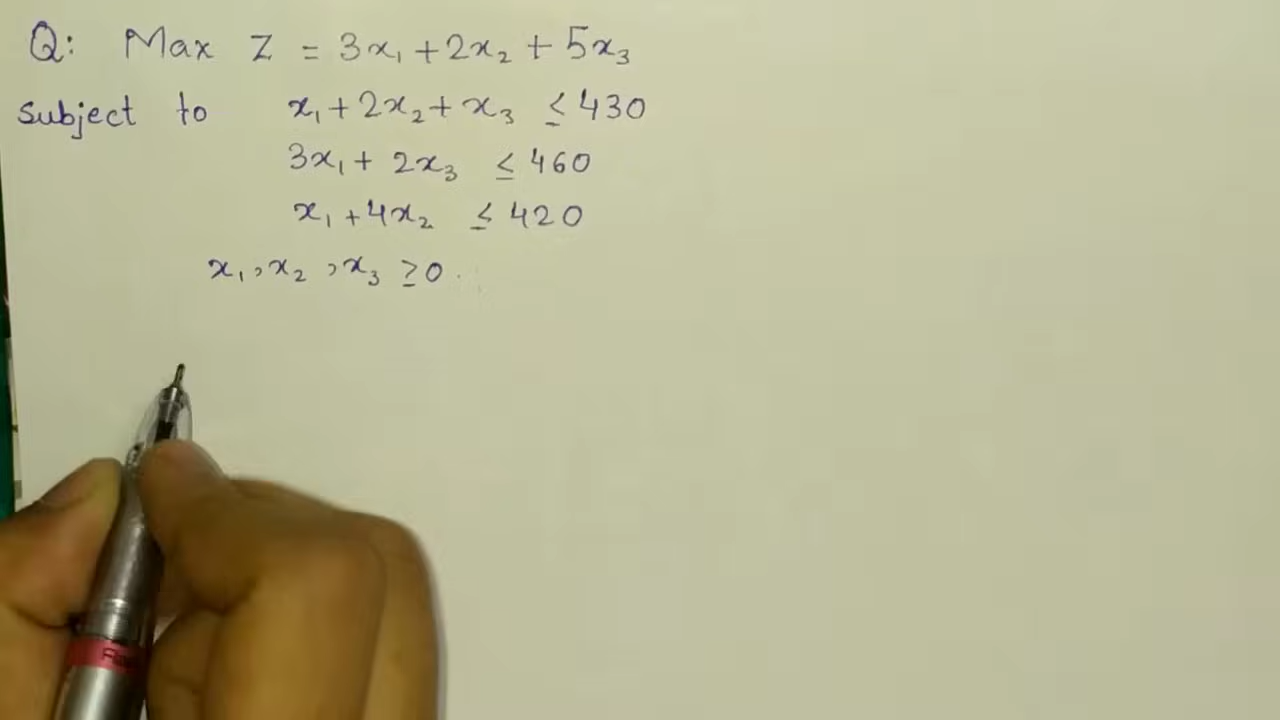 Q: Max Z = 3x₁ + 2x₂ + 5x₃
subject to x₁ + 2x₂ + x₃ ≤ 430
3x₁ + 2x₃ ≤ 460
x₁ + 4x₂ ≤ 420
x₁, x₂, x₃ ≥ 0.